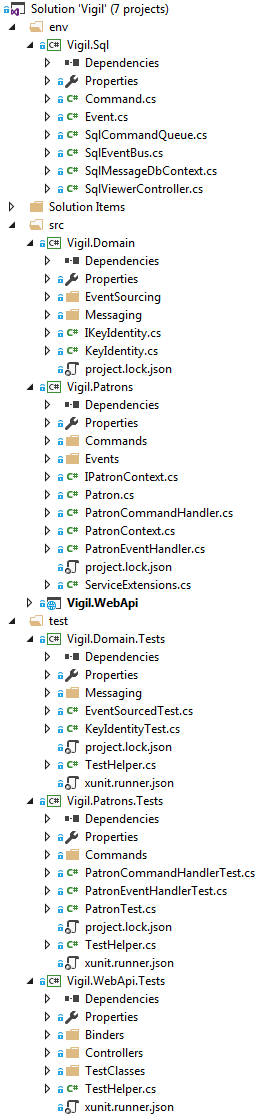 Solution 'Vigil' (7 projects)
env
C# Vigil.Sql
Dependencies
Properties
C# Command.cs
C# Event.cs
C# SqlCommandQueue.cs
C# SqlEventBus.cs
C# SqlMessageDbContext.cs
C# SqlViewerController.cs
Solution Items
src
C# Vigil.Domain
Dependencies
Properties
EventSourcing
Messaging
C# IKeyIdentity.cs
C# KeyIdentity.cs
project.lock.json
C# Vigil.Patrons
Dependencies
Properties
Commands
Events
C# IPatronContext.cs
C# Patron.cs
C# PatronCommandHandler.cs
C# PatronContext.cs
C# PatronEventHandler.cs
project.lock.json
C# ServiceExtensions.cs
Vigil.WebApi
test
C# Vigil.Domain.Tests
Dependencies
Properties
Messaging
C# EventSourcedTest.cs
C# KeyIdentityTest.cs
project.lock.json
C# TestHelper.cs
xunit.runner.json
C# Vigil.Patrons.Tests
Dependencies
Properties
Commands
C# PatronCommandHandlerTest.cs
C# PatronEventHandlerTest.cs
C# PatronTest.cs
project.lock.json
C# TestHelper.cs
xunit.runner.json
C# Vigil.WebApi.Tests
Dependencies
Properties
Binders
Controllers
TestClasses
C# TestHelper.cs
xunit.runner.json